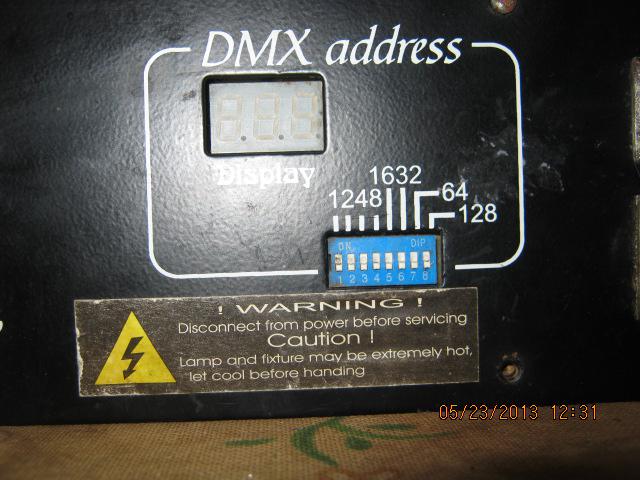 DMX address
Display
1632
1248
64
128
ON DIP
1 2 3 4 5 6 7 8
! WARNING !
Disconnect from power before servicing
Caution !
Lamp and fixture may be extremely hot,
let cool before handing
05/23/2013 12:31